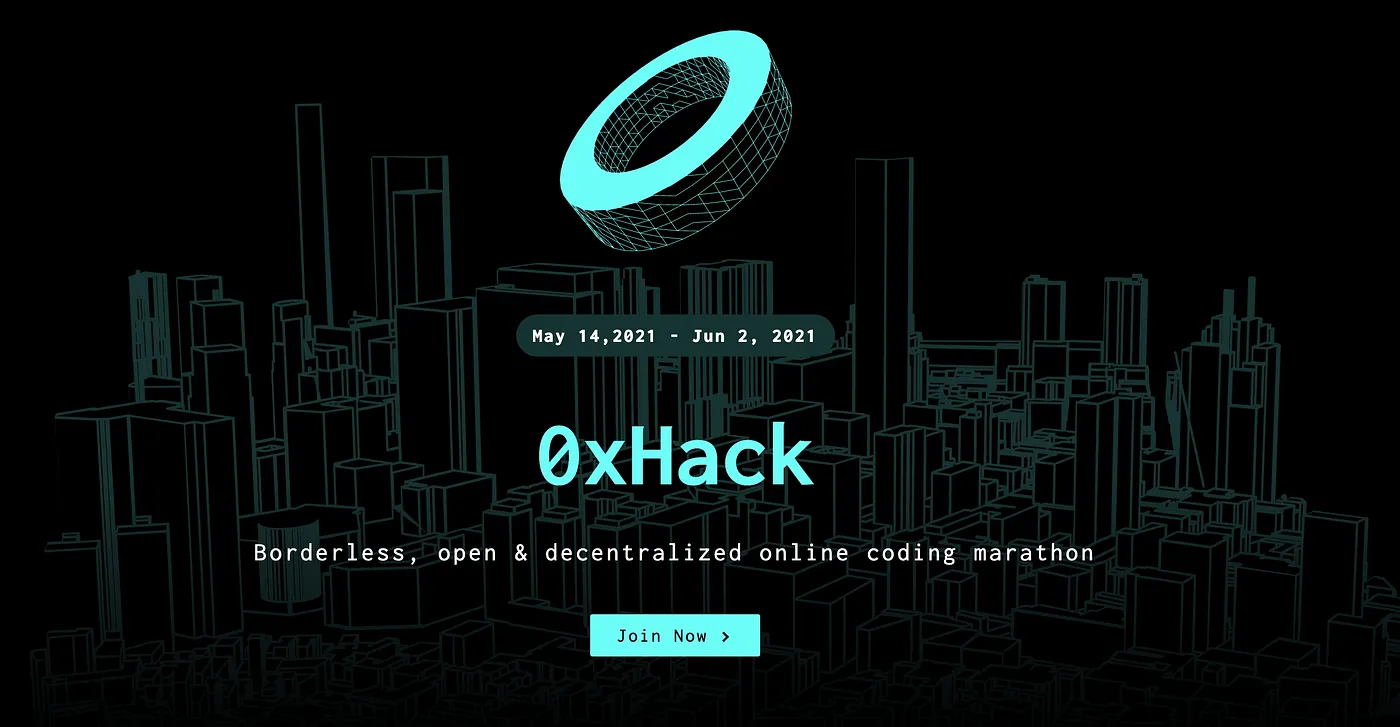 May 14,2021 - Jun 2, 2021
0xHack
Borderless, open & decentralized online coding marathon
Join Now >